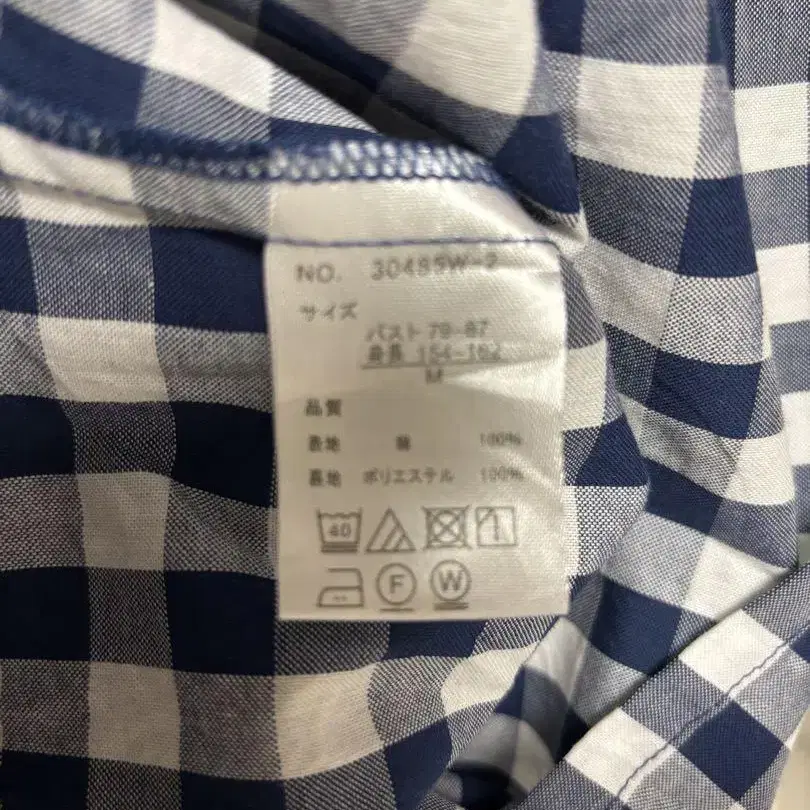 NO. 30485W-2
サイズ
バスト 79-87
身長 154-162
M
品質
表地 綿 100%
裏地 ポリエステル 100%
40
F W